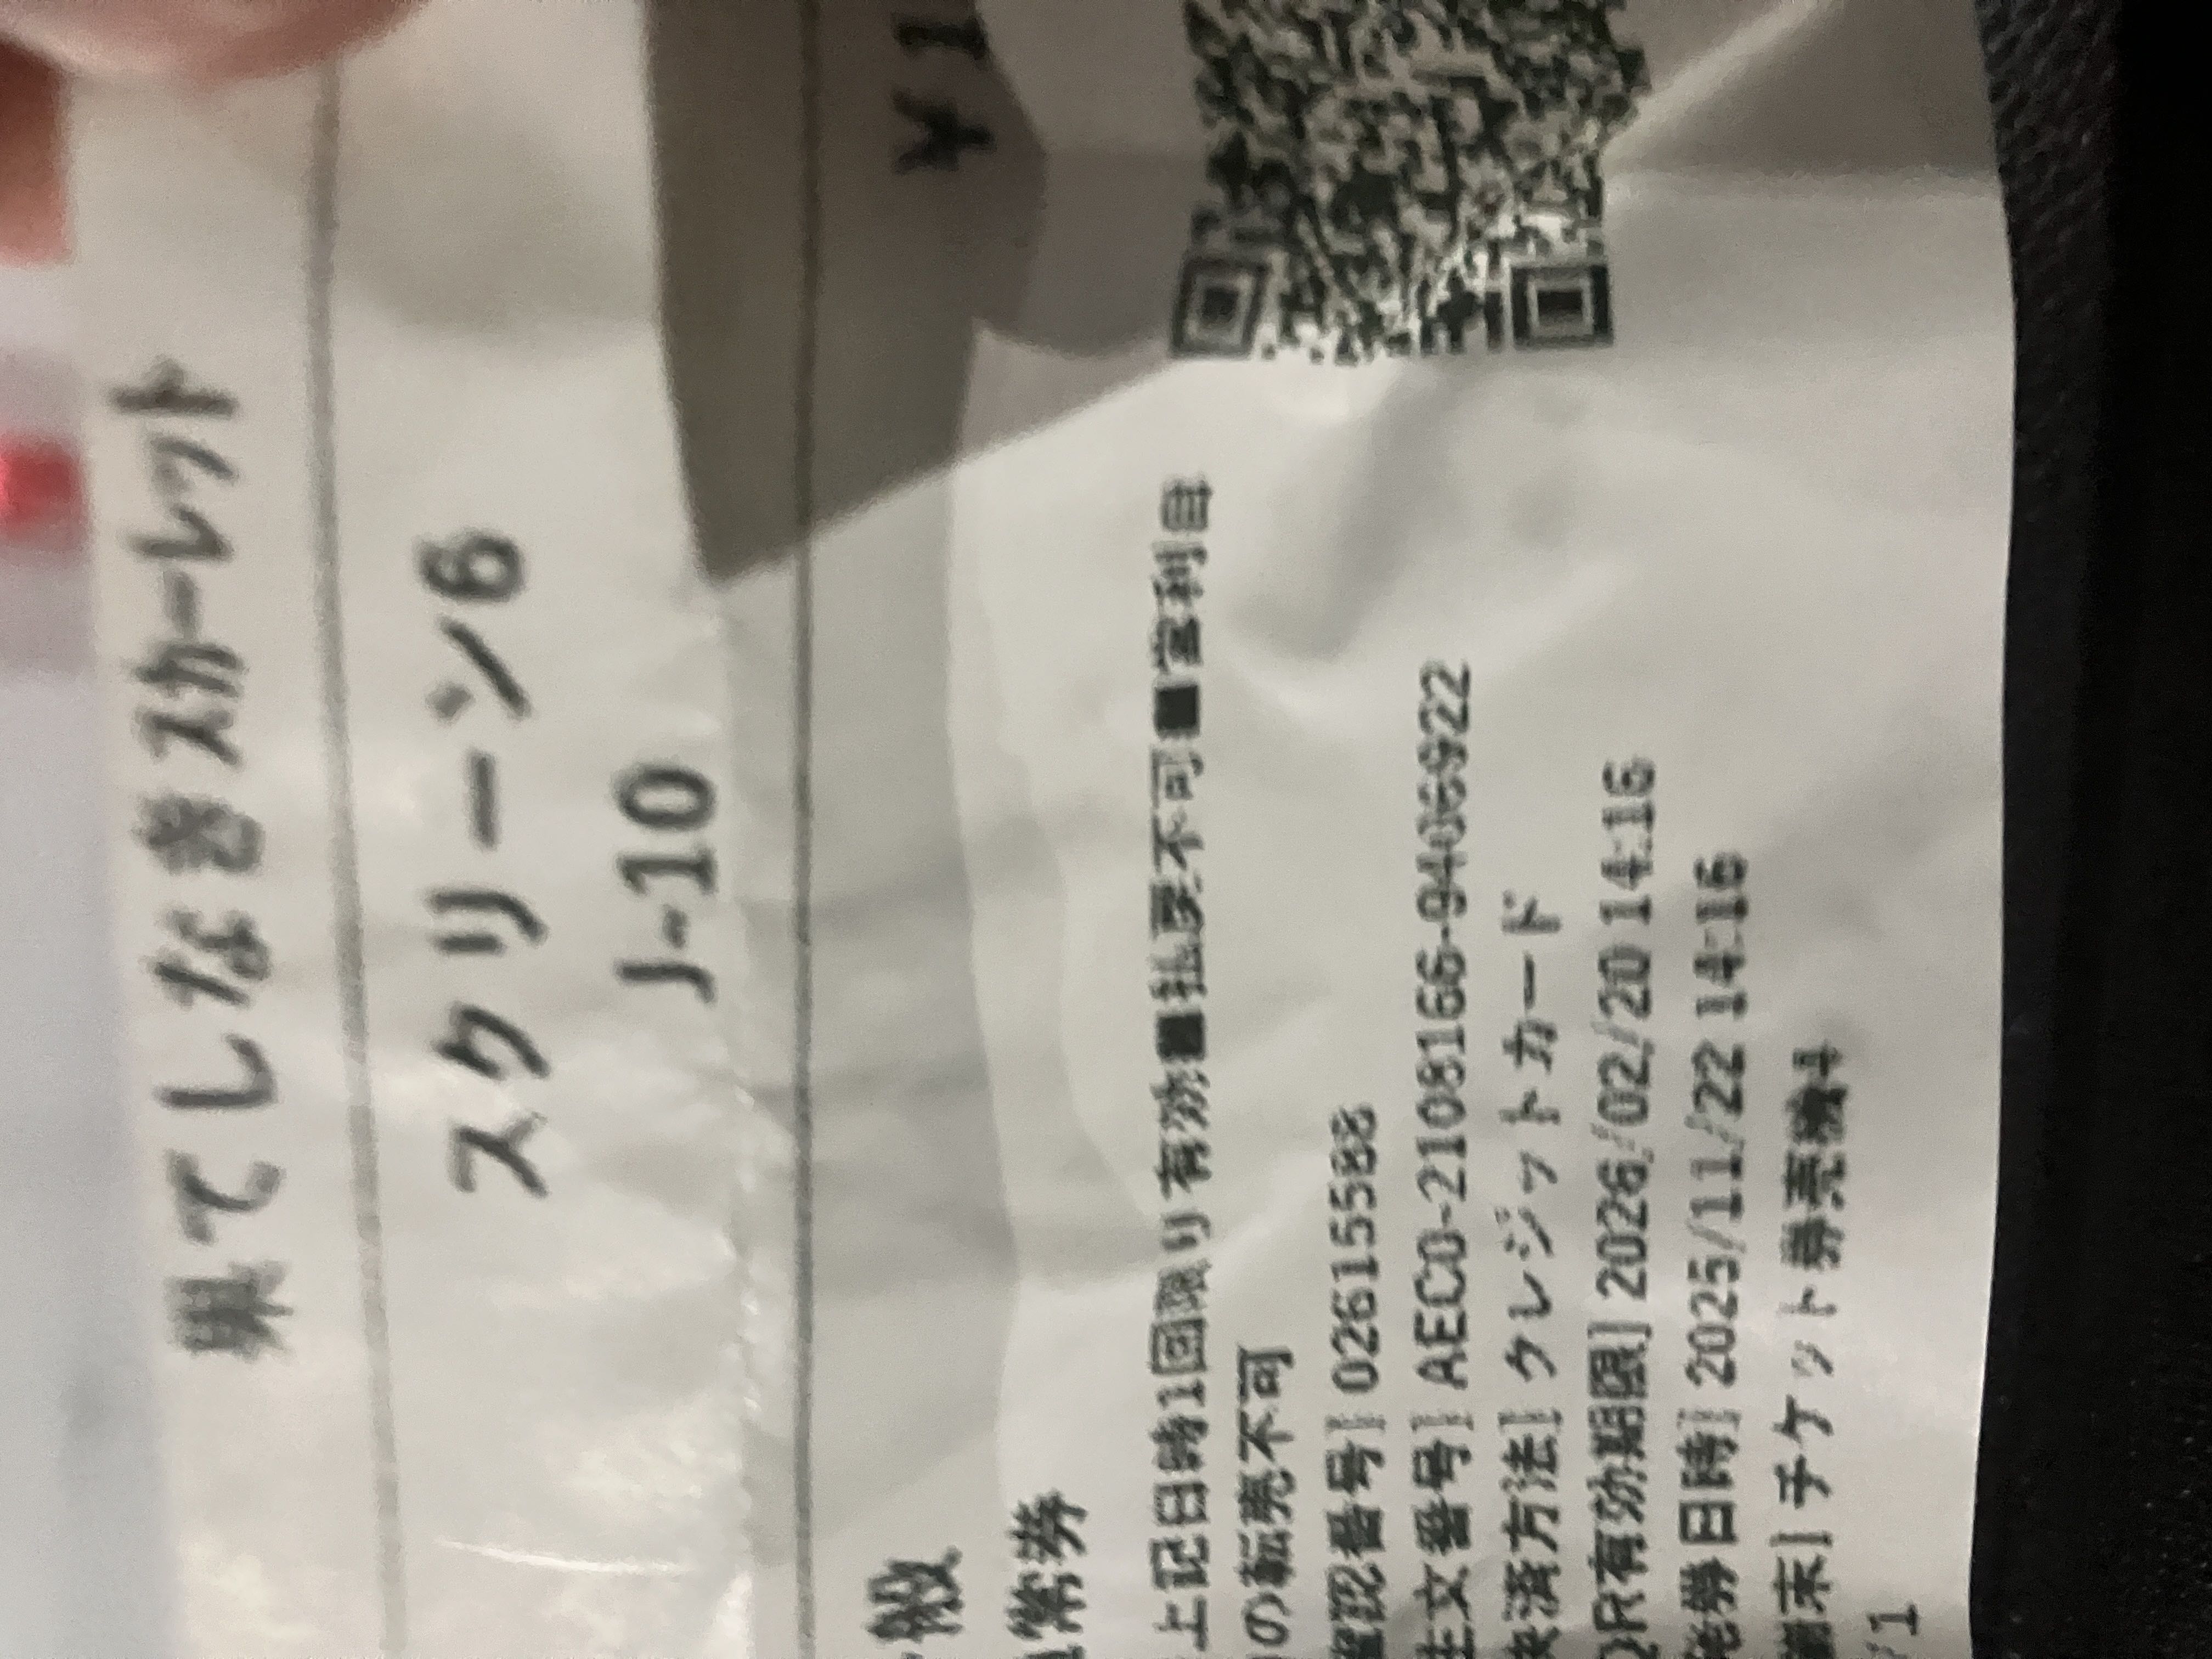 果てしなきスカーレット
スクリーン6
J-10
般
¥1
通常券
上記日時1回限り有効■払戻不可■営利目
の転売不可
確認番号] 02615588
注文番号] AEC0-2108166-9406922
決済方法] クレジットカード
QR有効期限] 2026/02/20 14:16
発券日時] 2025/11/22 14:16
端末] チケット券売機4
/1